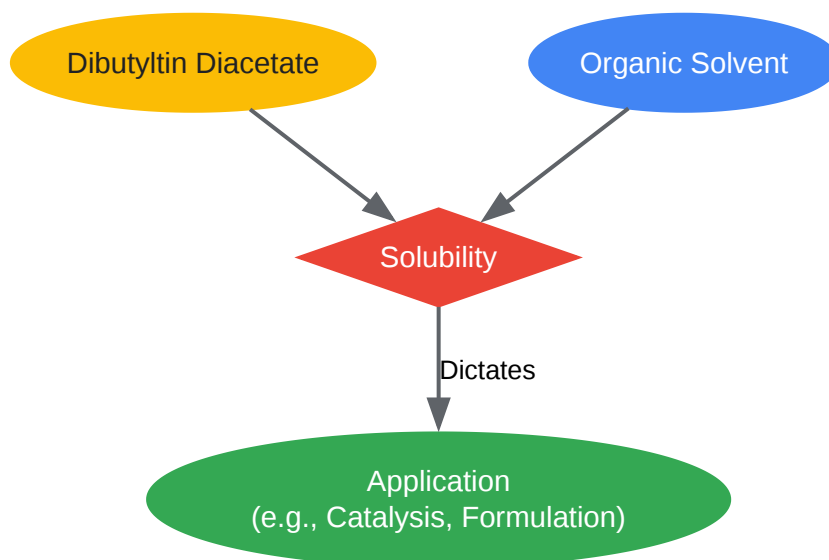 Dibutyltin Diacetate
Organic Solvent
Solubility
Dictates
Application
(e.g., Catalysis, Formulation)